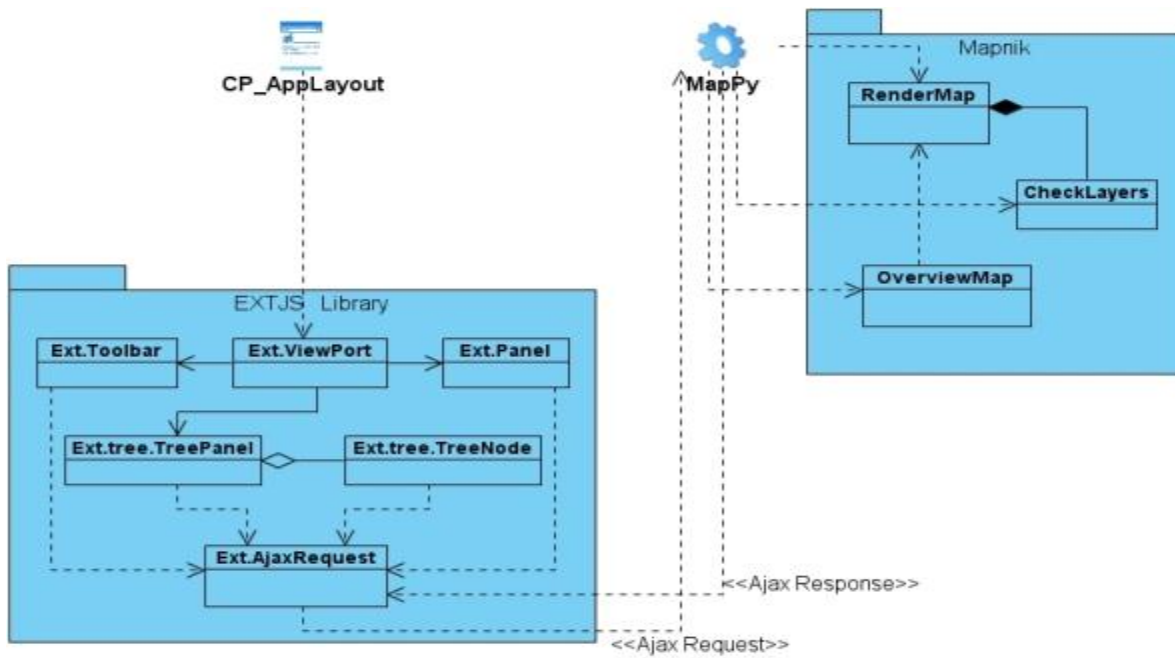 CP_AppLayout
MapPy
Mapnik
RenderMap
CheckLayers
OverviewMap
EXTJS Library
Ext.Toolbar
Ext.ViewPort
Ext.Panel
Ext.tree.TreePanel
Ext.tree.TreeNode
Ext.AjaxRequest
<<Ajax Response>>
<<Ajax Request>>